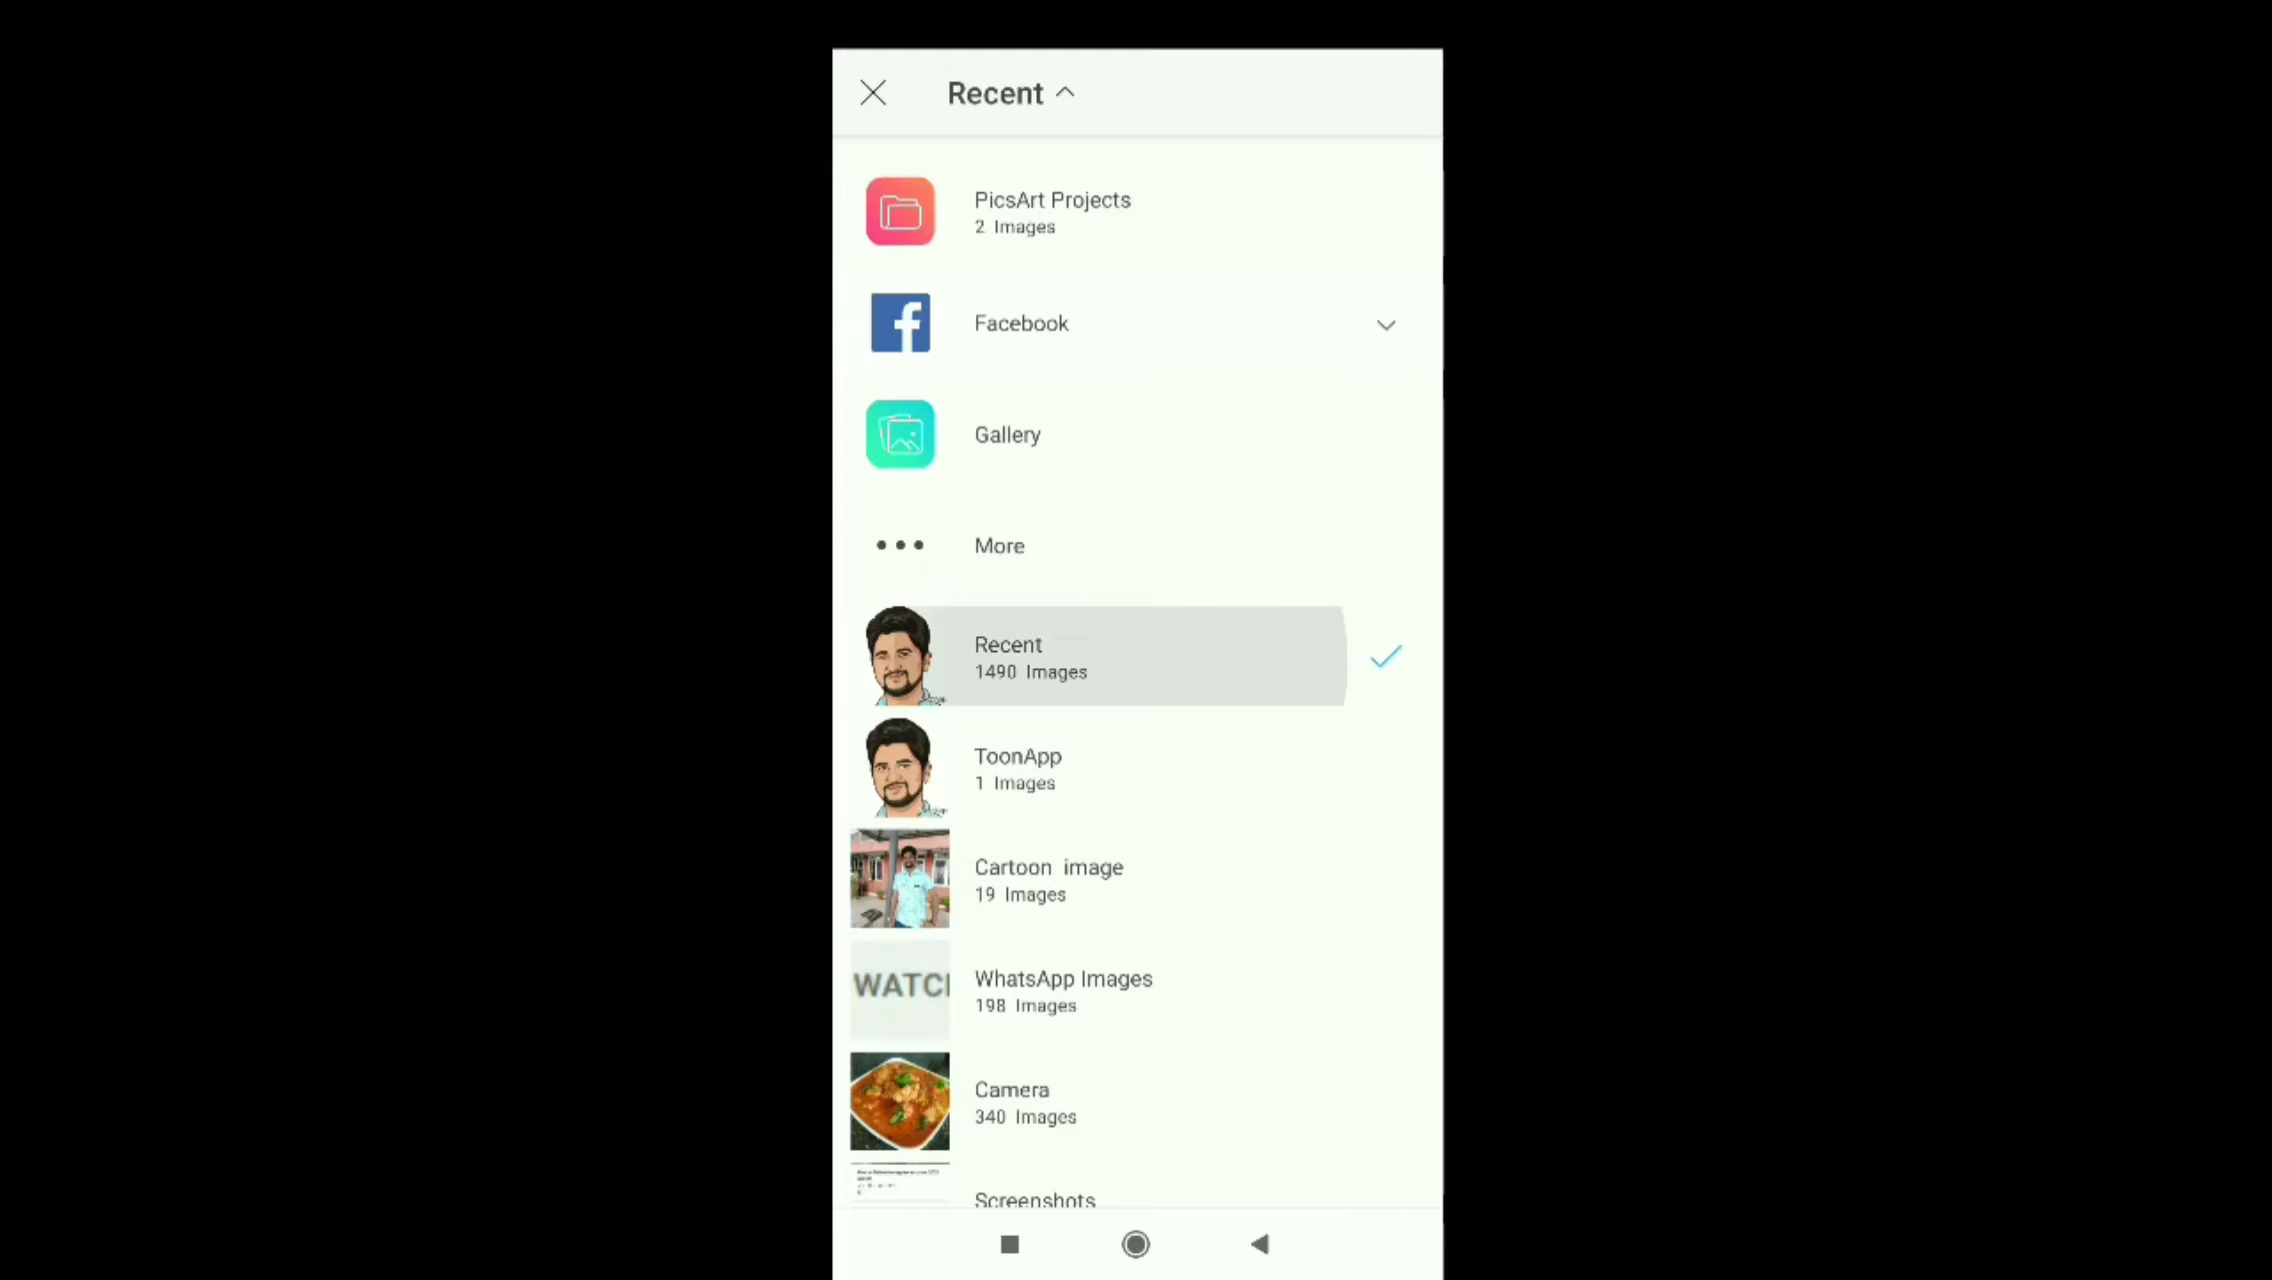 Recent
PicsArt Projects
2 Images
Facebook
Gallery
More
Recent
1490 Images
ToonApp
1 Images
Cartoon image
19 Images
WATC
WhatsApp Images
198 Images
Camera
340 Images
Screenshots